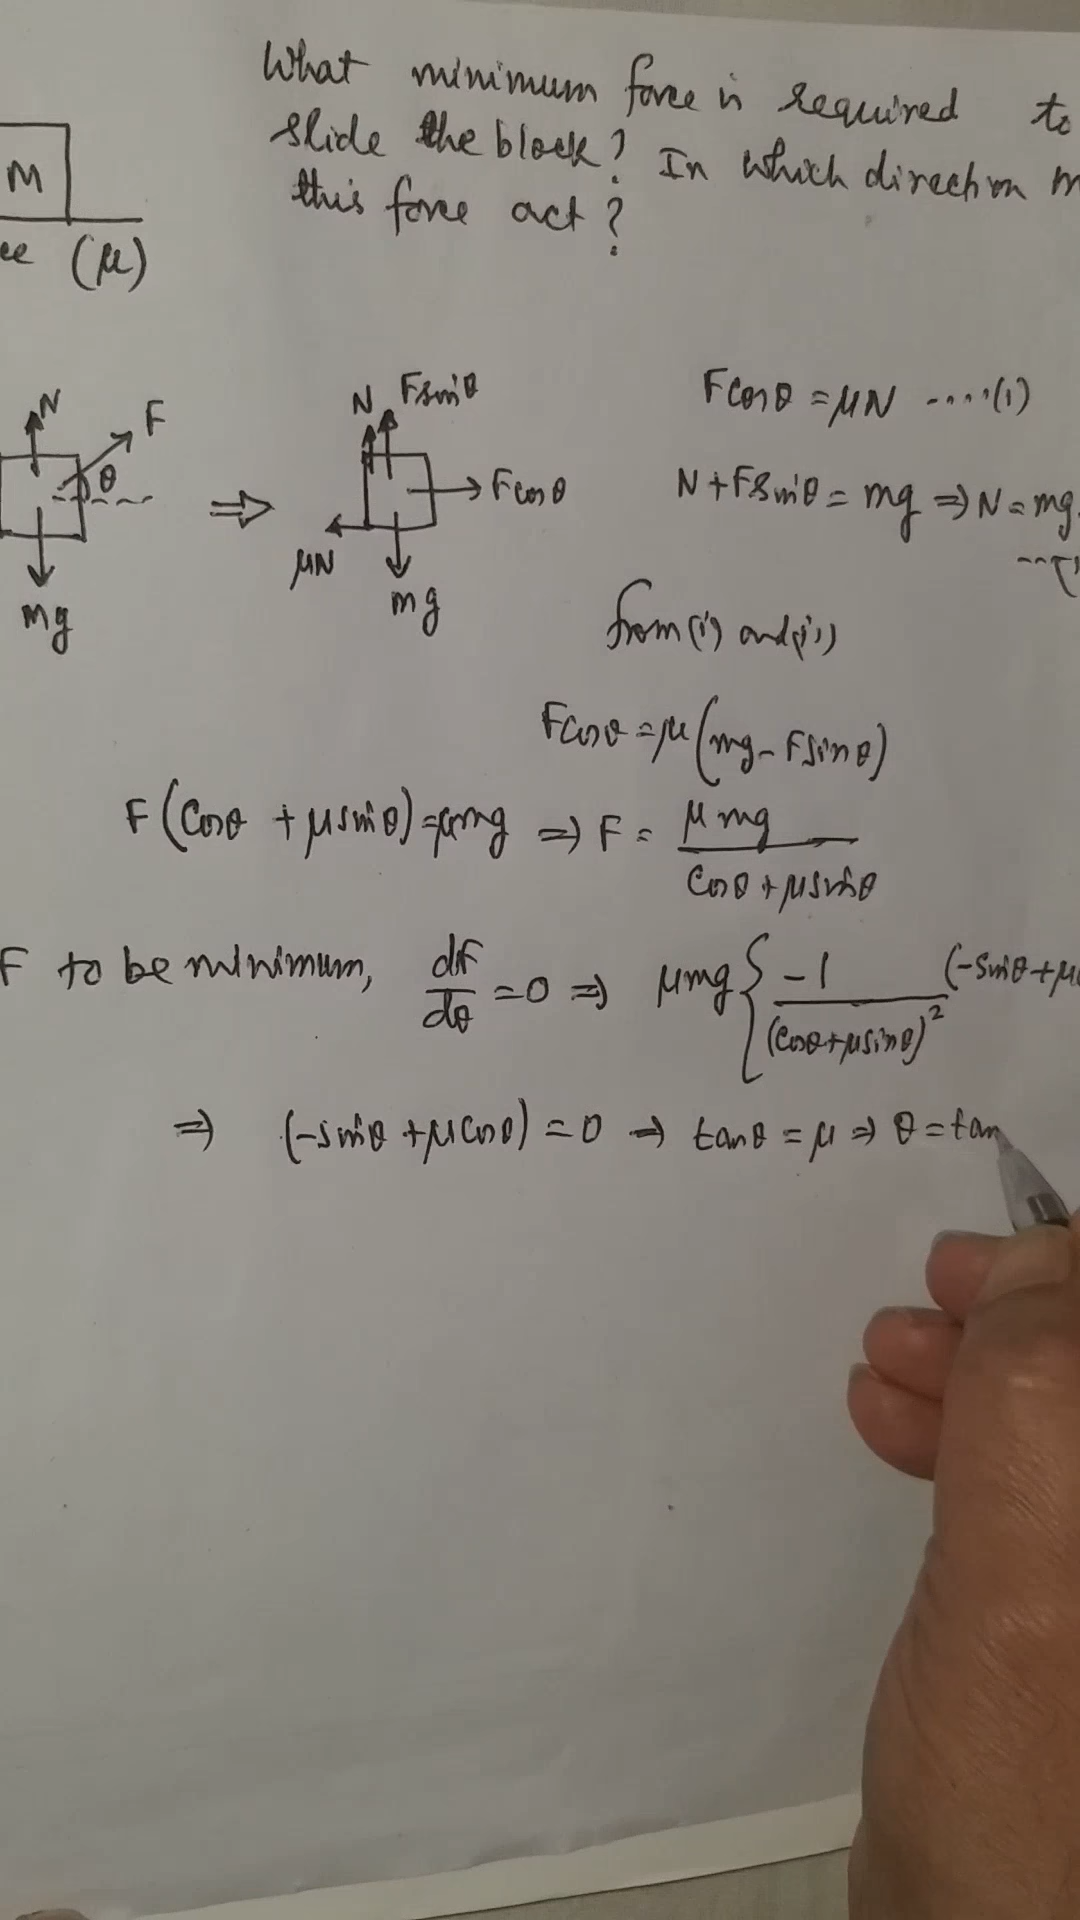 What minimum force is required to
slide the block? In which direction
this force act?
M
(μ)
N F θ mg
⇒
N Fsinθ Fcosθ μN mg
Fcosθ = μN ....(i)
N + Fsinθ = mg ⇒ N = mg
from (i) and (ii)
Fcosθ = μ(mg - Fsinθ)
F(cosθ + μsinθ) = μmg ⇒ F = μmg / (cosθ + μsinθ)
F to be minimum, dF/dθ = 0 ⇒ μmg { -1 / (cosθ + μsinθ)² (-sinθ + μ
⇒ (-sinθ + μcosθ) = 0 ⇒ tanθ = μ ⇒ θ = tan